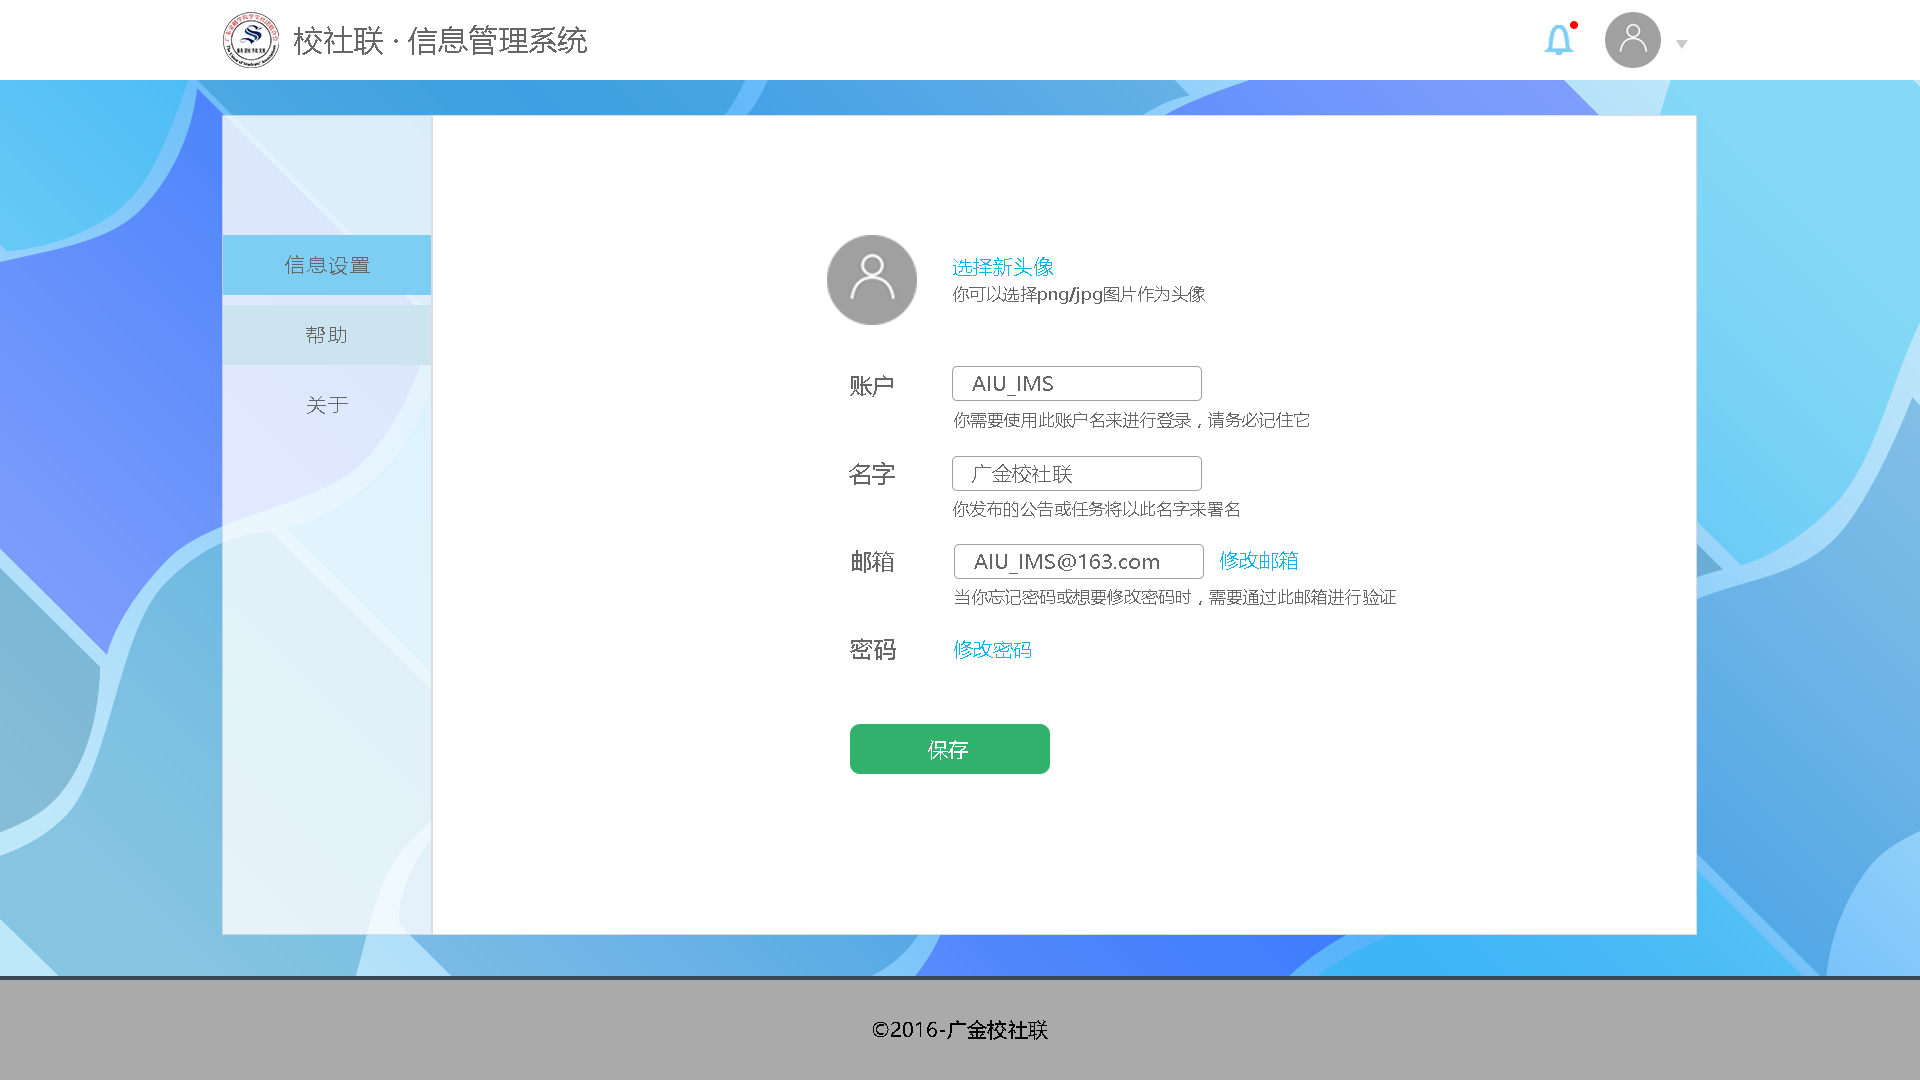 校社联 · 信息管理系统
信息设置
帮助
关于
选择新头像
你可以选择png/jpg图片作为头像
账户
AIU_IMS
你需要使用此账户名来进行登录，请务必记住它
名字
广金校社联
你发布的公告或任务将以此名字来署名
邮箱
AIU_IMS@163.com
修改邮箱
当你忘记密码或想要修改密码时，需要通过此邮箱进行验证
密码
修改密码
保存
©2016-广金校社联